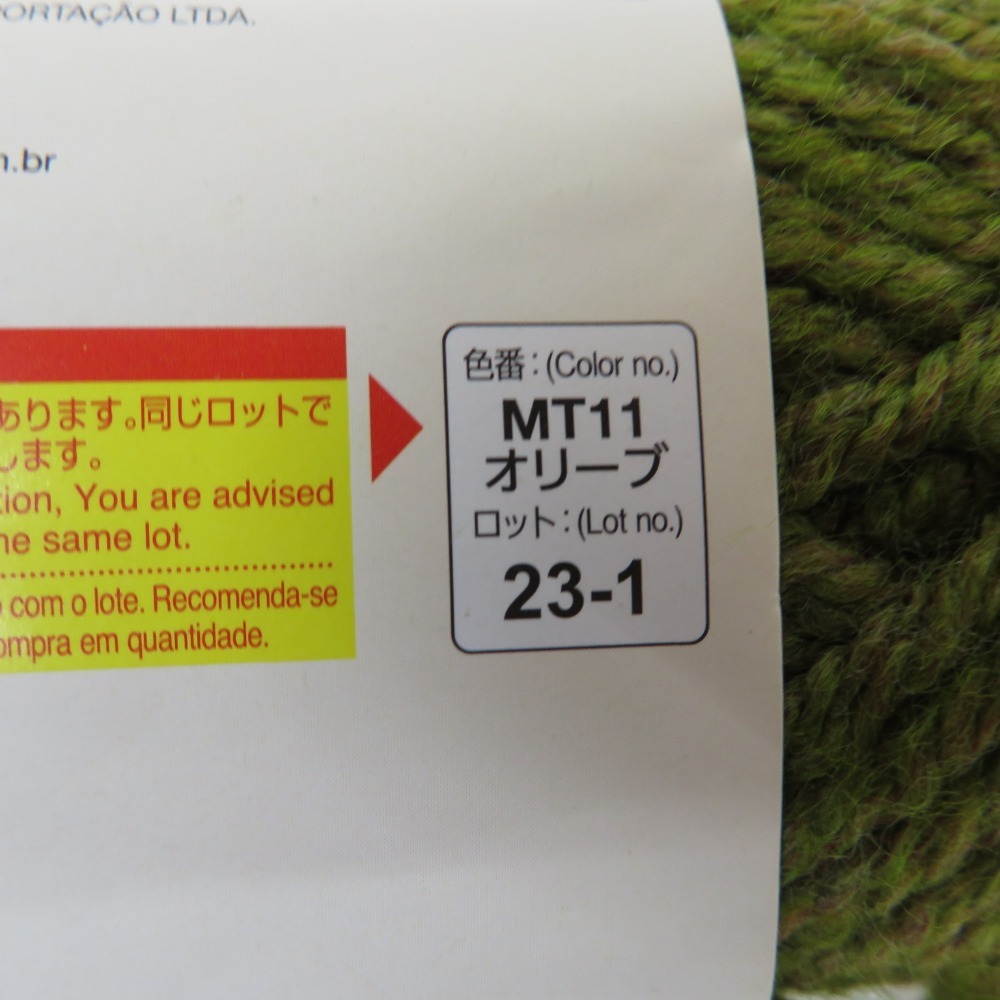 PORTAÇÃO LTDA.
.br
あります。同じロットで
します。
tion, You are advised
the same lot.
com o lote. Recomenda-se
compra em quantidade.
色番：(Color no.)
MT11
オリーブ
ロット：(Lot no.)
23-1